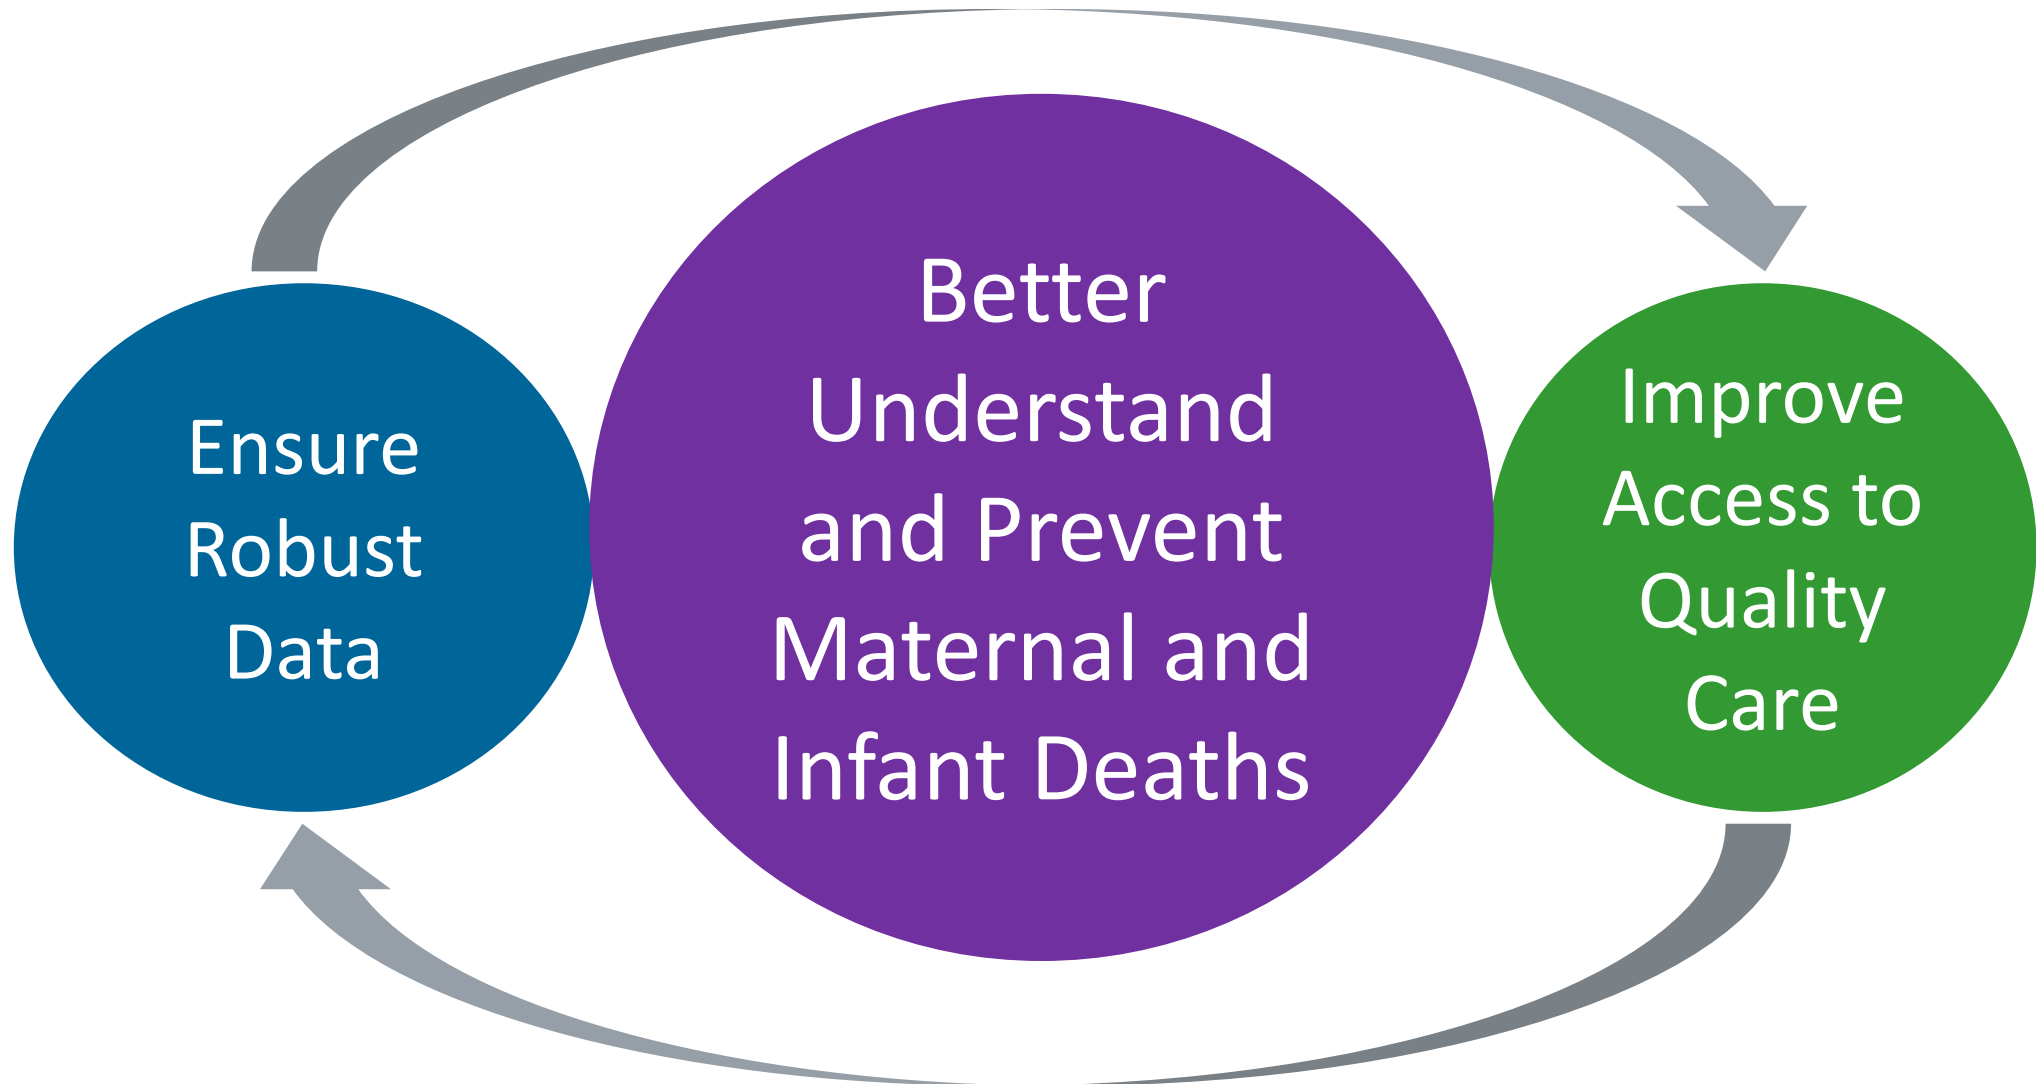 Ensure
Robust
Data
Better
Understand
and Prevent
Maternal and
Infant Deaths
Improve
Access to
Quality
Care